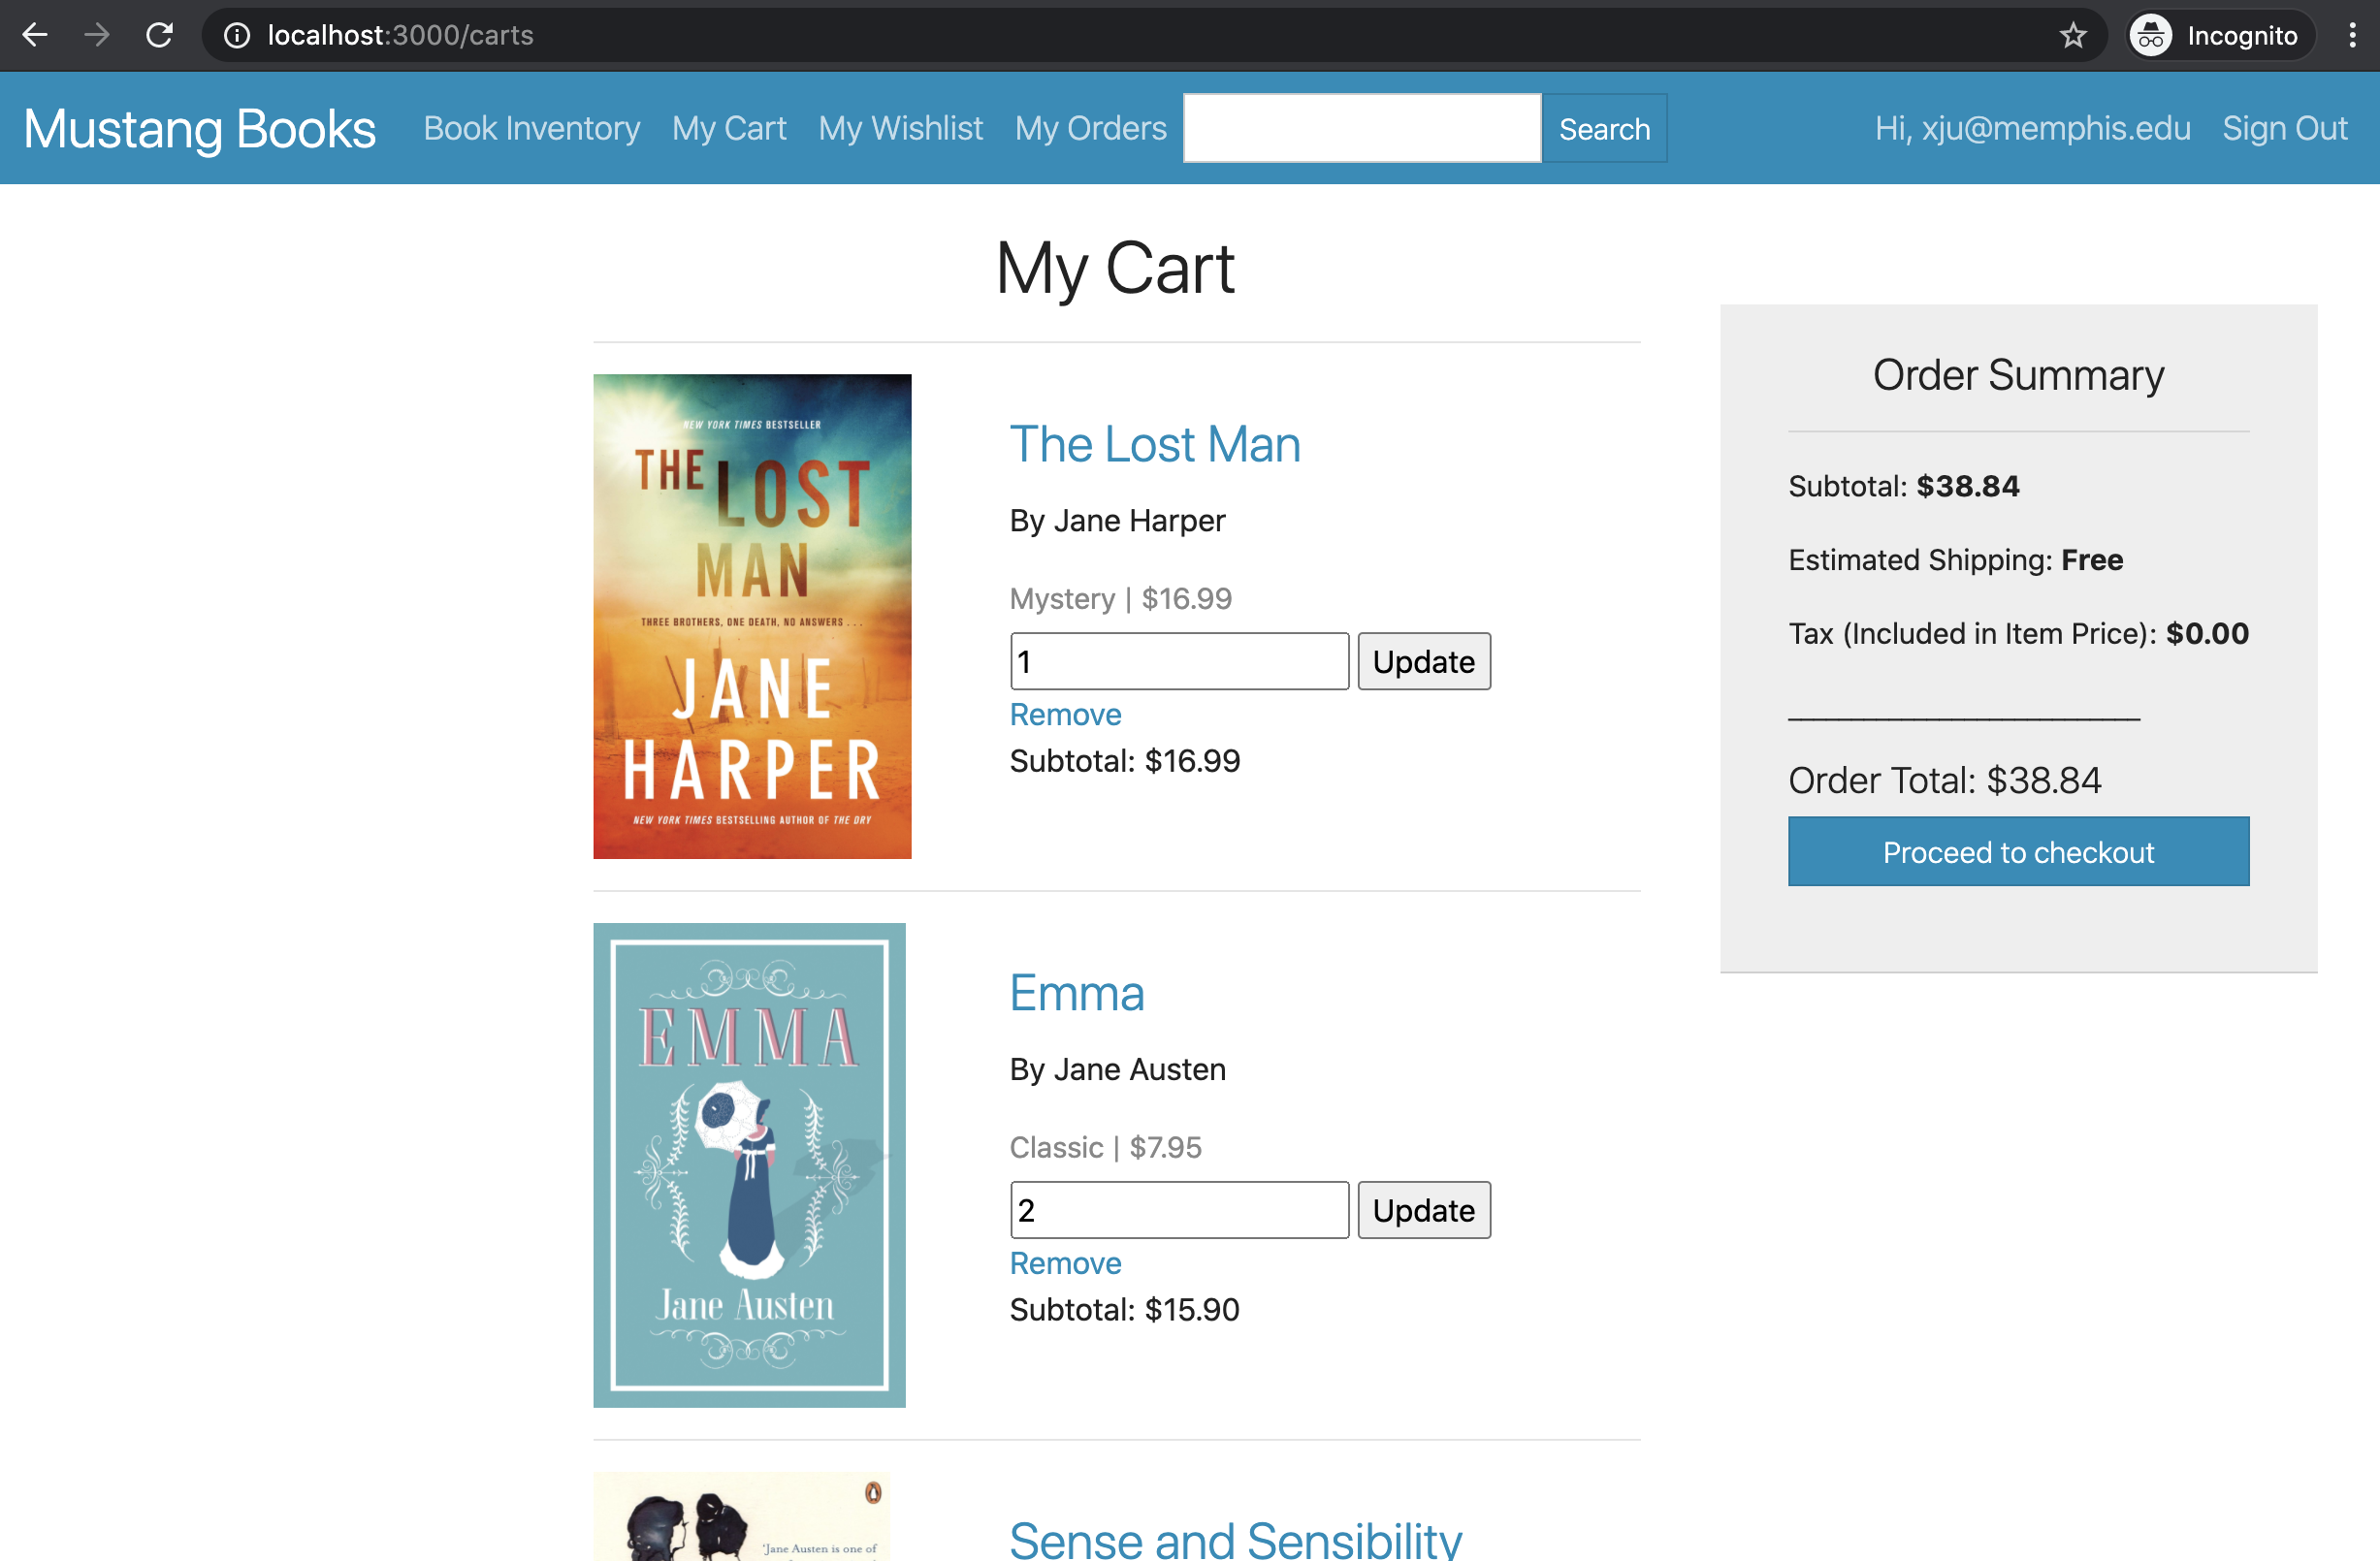 localhost:3000/carts
Incognito
Mustang Books
Book Inventory
My Cart
My Wishlist
My Orders
Search
Hi, xju@memphis.edu
Sign Out
My Cart
NEW YORK TIMES BESTSELLER
THE LOST
MAN
THREE BROTHERS, ONE DEATH, NO ANSWERS . . .
JANE
HARPER
NEW YORK TIMES BESTSELLING AUTHOR OF THE DRY
The Lost Man
By Jane Harper
Mystery | $16.99
1
Update
Remove
Subtotal: $16.99
EMMA
Jane Austen
Emma
By Jane Austen
Classic | $7.95
2
Update
Remove
Subtotal: $15.90
'Jane Austen is one of
Sense and Sensibility
Order Summary
Subtotal: $38.84
Estimated Shipping: Free
Tax (Included in Item Price): $0.00
Order Total: $38.84
Proceed to checkout